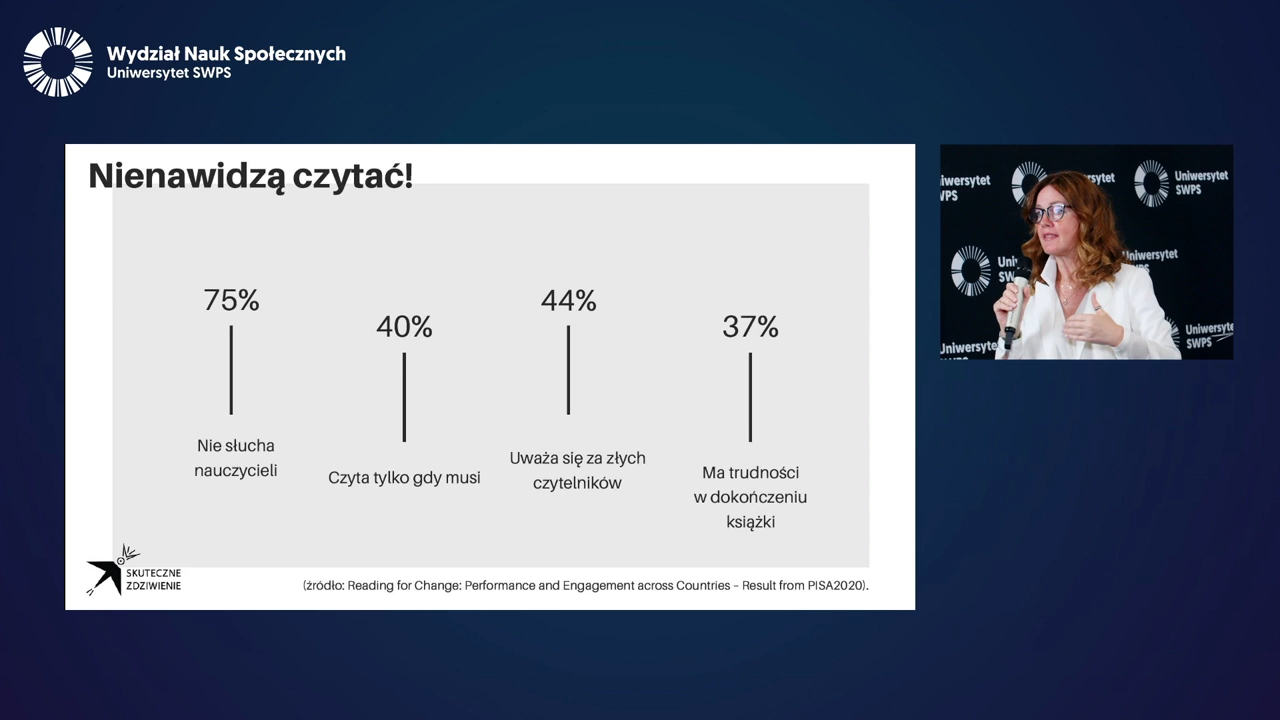 Wydział Nauk Społecznych
Uniwersytet SWPS
Nienawidzą czytać!
75%
Nie słucha
nauczycieli
40%
Czyta tylko gdy musi
44%
Uważa się za złych
czytelników
37%
Ma trudności
w dokończeniu
książki
SKUTECZNE
ZDZIWIENIE
(źródło: Reading for Change: Performance and Engagement across Countries – Result from PISA2020).
Uniwersytet
SWPS